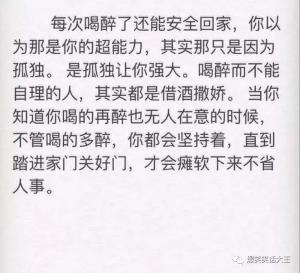 每次喝醉了还能安全回家，你以
为那是你的超能力，其实那只是因为
孤独。 是孤独让你强大。喝醉而不能
自理的人，其实都是借酒撒娇。 当你
知道你喝的再醉也无人在意的时候，
不管喝的多醉，你都会坚持着，直到
踏进家门关好门，才会瘫软下来不省
人事。